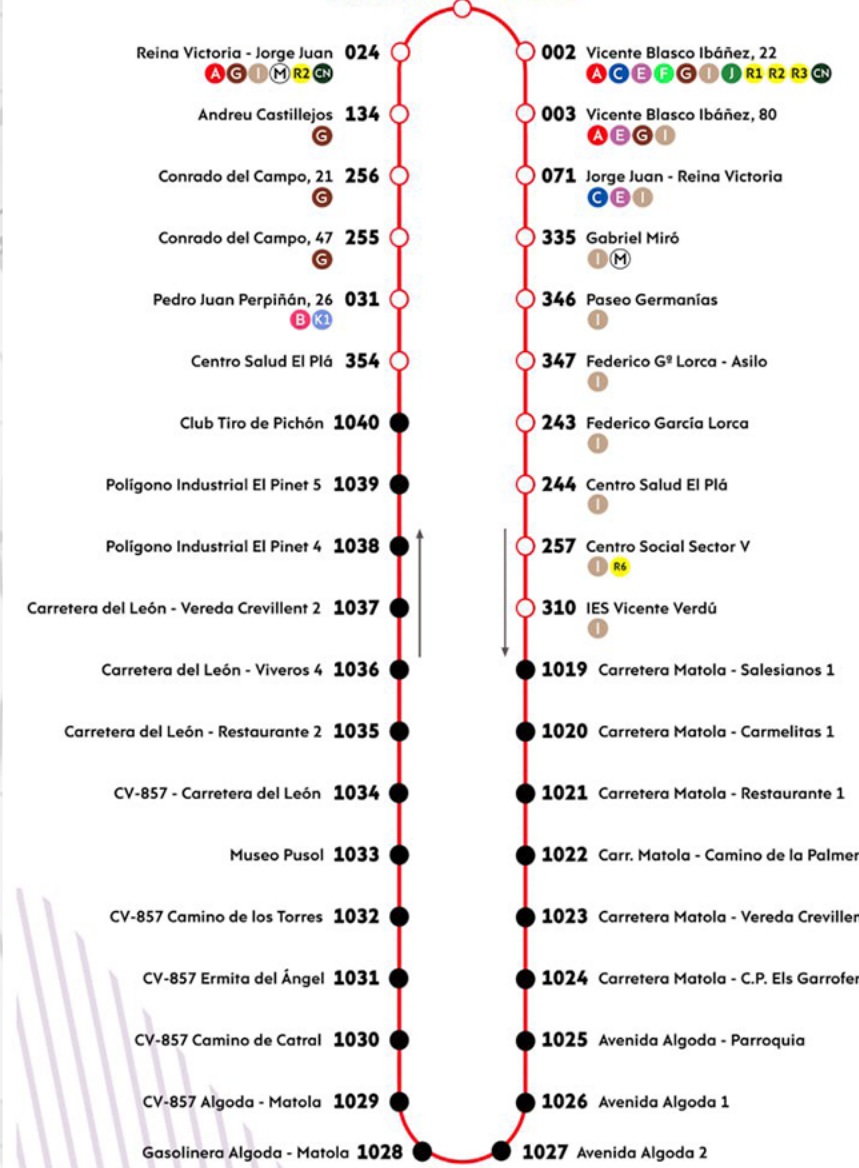 Reina Victoria - Jorge Juan 024
A G I M R2 CN
Andreu Castillejos 134
G
Conrado del Campo, 21 256
G
Conrado del Campo, 47 255
G
Pedro Juan Perpiñán, 26 031
B K1
Centro Salud El Plá 354
Club Tiro de Pichón 1040
Polígono Industrial El Pinet 5 1039
Polígono Industrial El Pinet 4 1038
Carretera del León - Vereda Crevillent 2 1037
Carretera del León - Viveros 4 1036
Carretera del León - Restaurante 2 1035
CV-857 - Carretera del León 1034
Museo Pusol 1033
CV-857 Camino de los Torres 1032
CV-857 Ermita del Ángel 1031
CV-857 Camino de Catral 1030
CV-857 Algoda - Matola 1029
Gasolinera Algoda - Matola 1028
002 Vicente Blasco Ibáñez, 22
A C E F G I J R1 R2 R3 CN
003 Vicente Blasco Ibáñez, 80
A E G I
071 Jorge Juan - Reina Victoria
C E I
335 Gabriel Miró
I M
346 Paseo Germanías
I
347 Federico Gª Lorca - Asilo
I
243 Federico García Lorca
I
244 Centro Salud El Plá
I
257 Centro Social Sector V
I R6
310 IES Vicente Verdú
I
1019 Carretera Matola - Salesianos 1
1020 Carretera Matola - Carmelitas 1
1021 Carretera Matola - Restaurante 1
1022 Carr. Matola - Camino de la Palmer
1023 Carretera Matola - Vereda Crevillen
1024 Carretera Matola - C.P. Els Garrofer
1025 Avenida Algoda - Parroquia
1026 Avenida Algoda 1
1027 Avenida Algoda 2